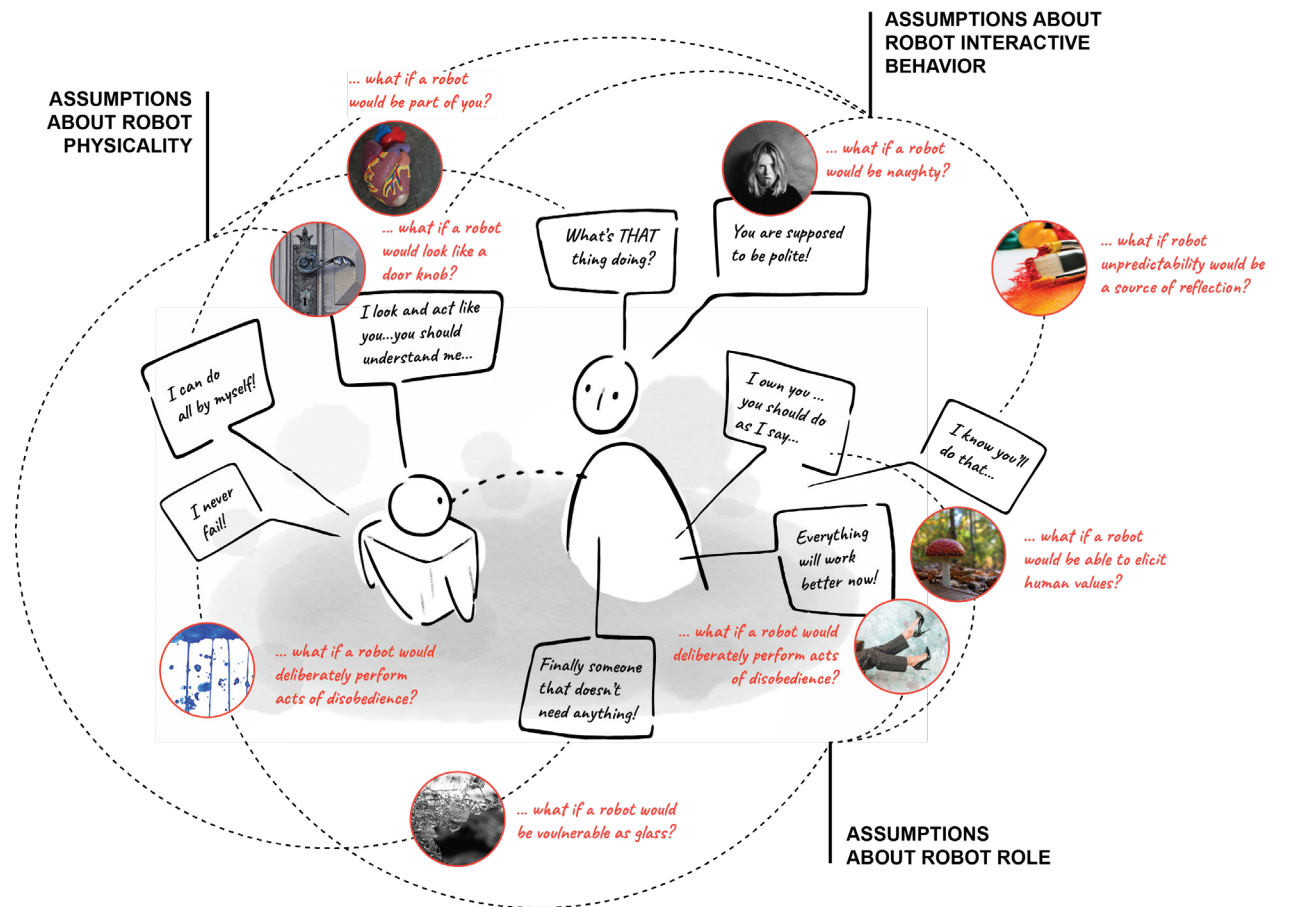 ASSUMPTIONS ABOUT
ROBOT INTERACTIVE
BEHAVIOR
ASSUMPTIONS
ABOUT ROBOT
PHYSICALITY
... what if a robot
would be part of you?
... what if a robot
would be naughty?
... what if a robot
would look like a
door knob?
What's THAT
thing doing?
You are supposed
to be polite!
... what if robot
unpredictability would be
a source of reflection?
I look and act like
you...you should
understand me...
I can do
all by myself!
I own you ...
you should do
as I say...
I know you'll
do that...
I never
fail!
Everything
will work
better now!
... what if a robot
would be able to elicit
human values?
... what if a robot would
deliberately perform
acts of disobedience?
Finally someone
that doesn't
need anything!
... what if a robot would
deliberately perform acts
of disobedience?
... what if a robot would
be voulnerable as glass?
ASSUMPTIONS
ABOUT ROBOT ROLE